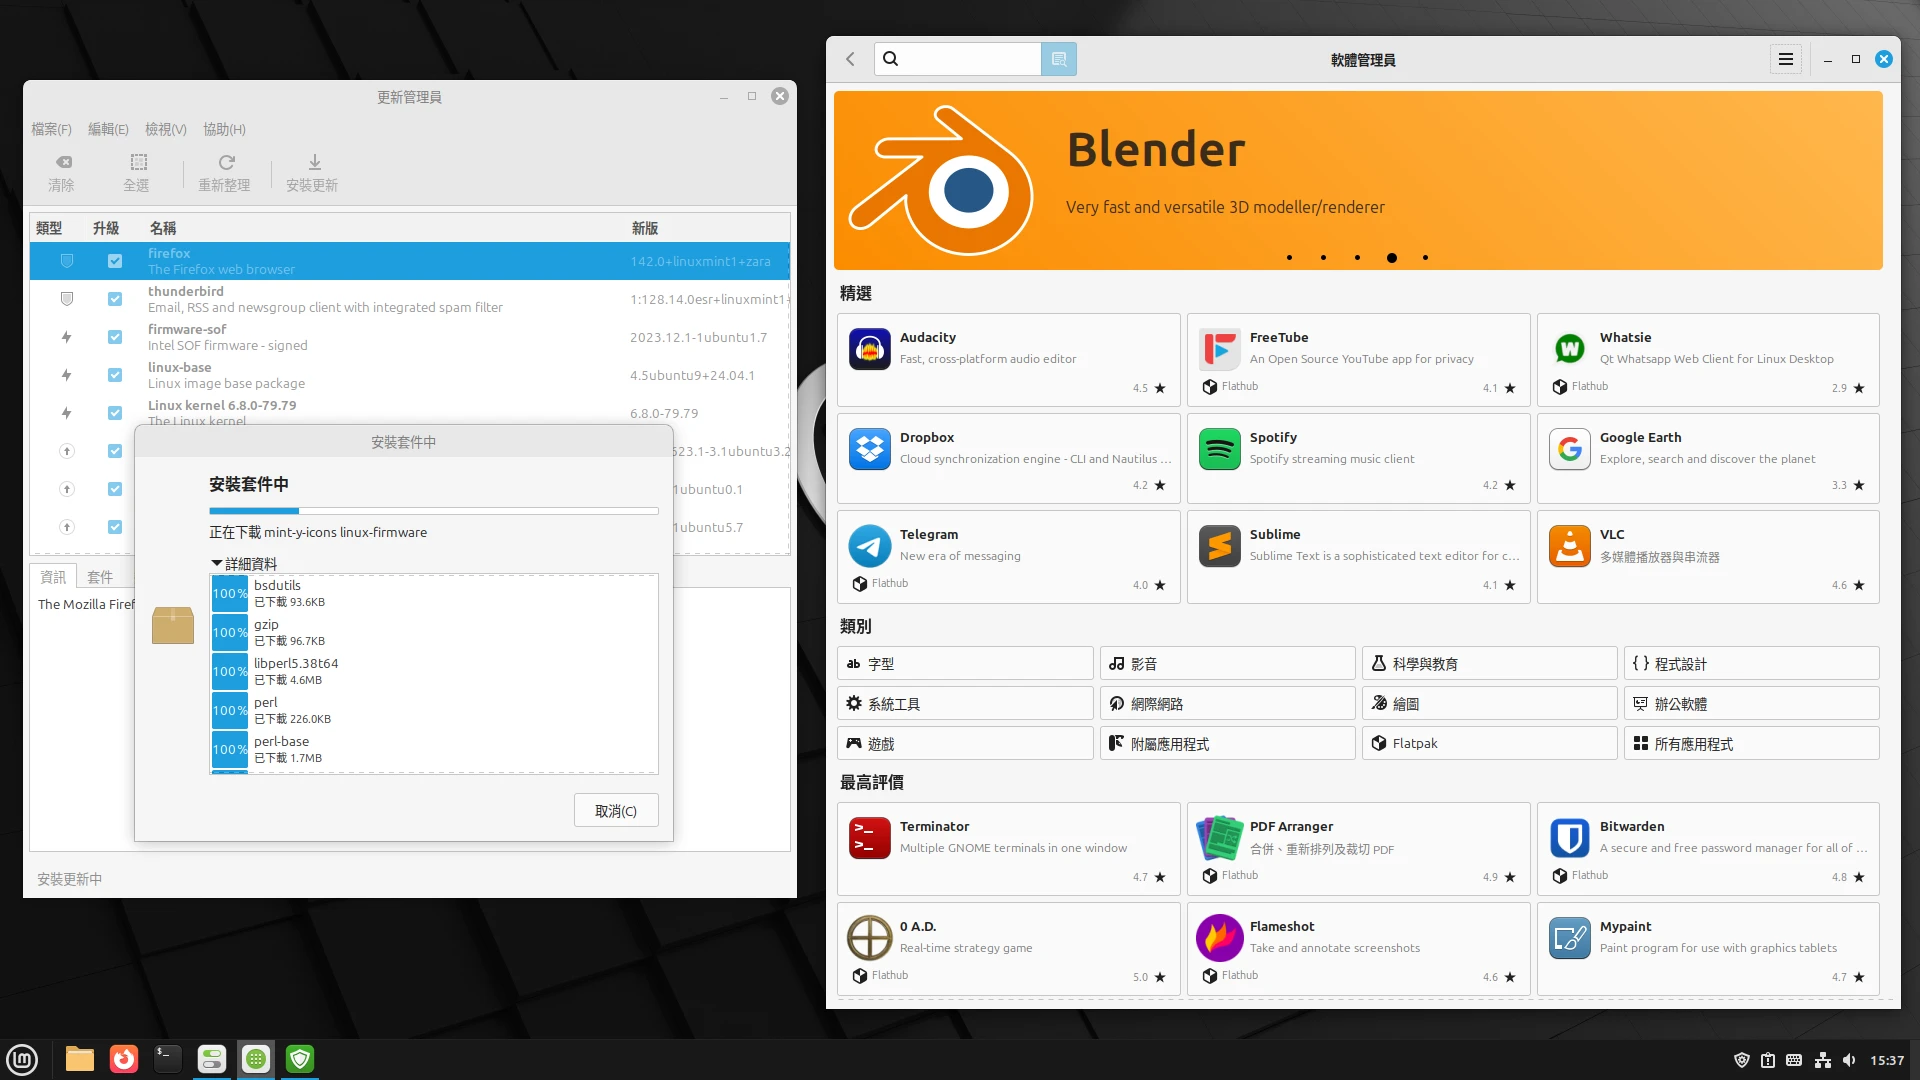 更新管理員
檔案(F) 編輯(E) 檢視(V) 協助(H)
清除 全選 重新整理 安裝更新
類型 升級 名稱 新版
firefox
The Firefox web browser
142.0+linuxmint1+zara
thunderbird
Email, RSS and newsgroup client with integrated spam filter
1:128.14.0esr+linuxmint1+
firmware-sof
Intel SOF firmware - signed
2023.12.1-1ubuntu1.7
linux-base
Linux image base package
4.5ubuntu9+24.04.1
Linux kernel 6.8.0-79.79
The Linux kernel
6.8.0-79.79
623.1-3.1ubuntu3.2
1ubuntu0.1
1ubuntu5.7
資訊 套件
The Mozilla Firef
安裝更新中
安裝套件中
安裝套件中
正在下載 mint-y-icons linux-firmware
詳細資料
100% bsdutils
已下載 93.6KB
100% gzip
已下載 96.7KB
100% libperl5.38t64
已下載 4.6MB
100% perl
已下載 226.0KB
100% perl-base
已下載 1.7MB
取消(C)
軟體管理員
Blender
Very fast and versatile 3D modeller/renderer
精選
Audacity
Fast, cross-platform audio editor
4.5 ★
FreeTube
An Open Source YouTube app for privacy
Flathub 4.1 ★
Whatsie
Qt Whatsapp Web Client for Linux Desktop
Flathub 2.9 ★
Dropbox
Cloud synchronization engine - CLI and Nautilus ...
4.2 ★
Spotify
Spotify streaming music client
4.2 ★
Google Earth
Explore, search and discover the planet
3.3 ★
Telegram
New era of messaging
Flathub 4.0 ★
Sublime
Sublime Text is a sophisticated text editor for c...
4.1 ★
VLC
多媒體播放器與串流器
4.6 ★
類別
ab 字型 影音 科學與教育 { } 程式設計
系統工具 網際網路 繪圖 辦公軟體
遊戲 附屬應用程式 Flatpak 所有應用程式
最高評價
Terminator
Multiple GNOME terminals in one window
4.7 ★
PDF Arranger
合併、重新排列及裁切 PDF
Flathub 4.9 ★
Bitwarden
A secure and free password manager for all of ...
Flathub 4.8 ★
0 A.D.
Real-time strategy game
Flathub 5.0 ★
Flameshot
Take and annotate screenshots
Flathub 4.6 ★
Mypaint
Paint program for use with graphics tablets
4.7 ★
15:37